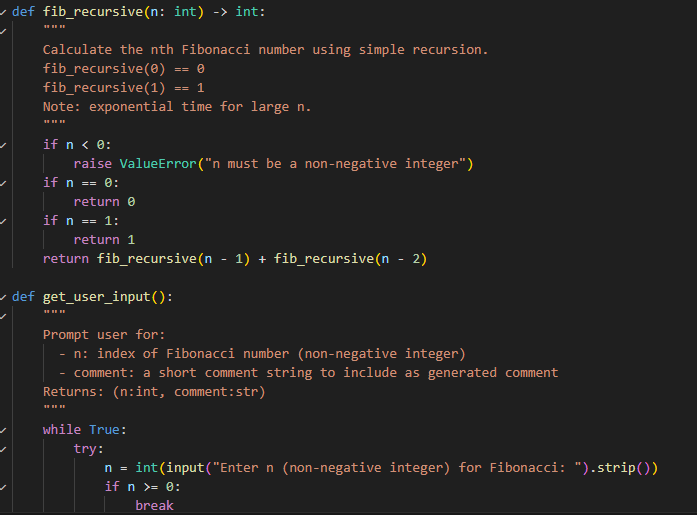 def fib_recursive(n: int) -> int:
    """
    Calculate the nth Fibonacci number using simple recursion.
    fib_recursive(0) == 0
    fib_recursive(1) == 1
    Note: exponential time for large n.
    """
    if n < 0:
        raise ValueError("n must be a non-negative integer")
    if n == 0:
        return 0
    if n == 1:
        return 1
    return fib_recursive(n - 1) + fib_recursive(n - 2)

def get_user_input():
    """
    Prompt user for:
      - n: index of Fibonacci number (non-negative integer)
      - comment: a short comment string to include as generated comment
    Returns: (n:int, comment:str)
    """
    while True:
        try:
            n = int(input("Enter n (non-negative integer) for Fibonacci: ").strip())
            if n >= 0:
                break